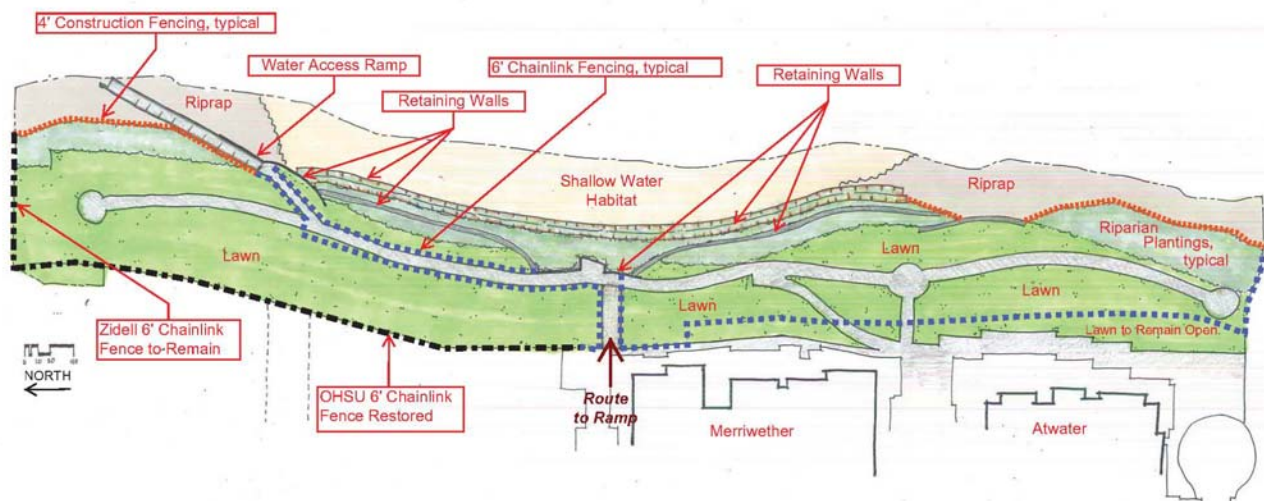 4' Construction Fencing, typical
Water Access Ramp
6' Chainlink Fencing, typical
Retaining Walls
Riprap
Retaining Walls
Shallow Water
Habitat
Riprap
Riparian
Plantings,
typical
Lawn
Lawn
Lawn
Lawn
Lawn to Remain Open
Zidell 6' Chainlink
Fence to Remain
NORTH
OHSU 6' Chainlink
Fence Restored
Route
to Ramp
Merriwether
Atwater